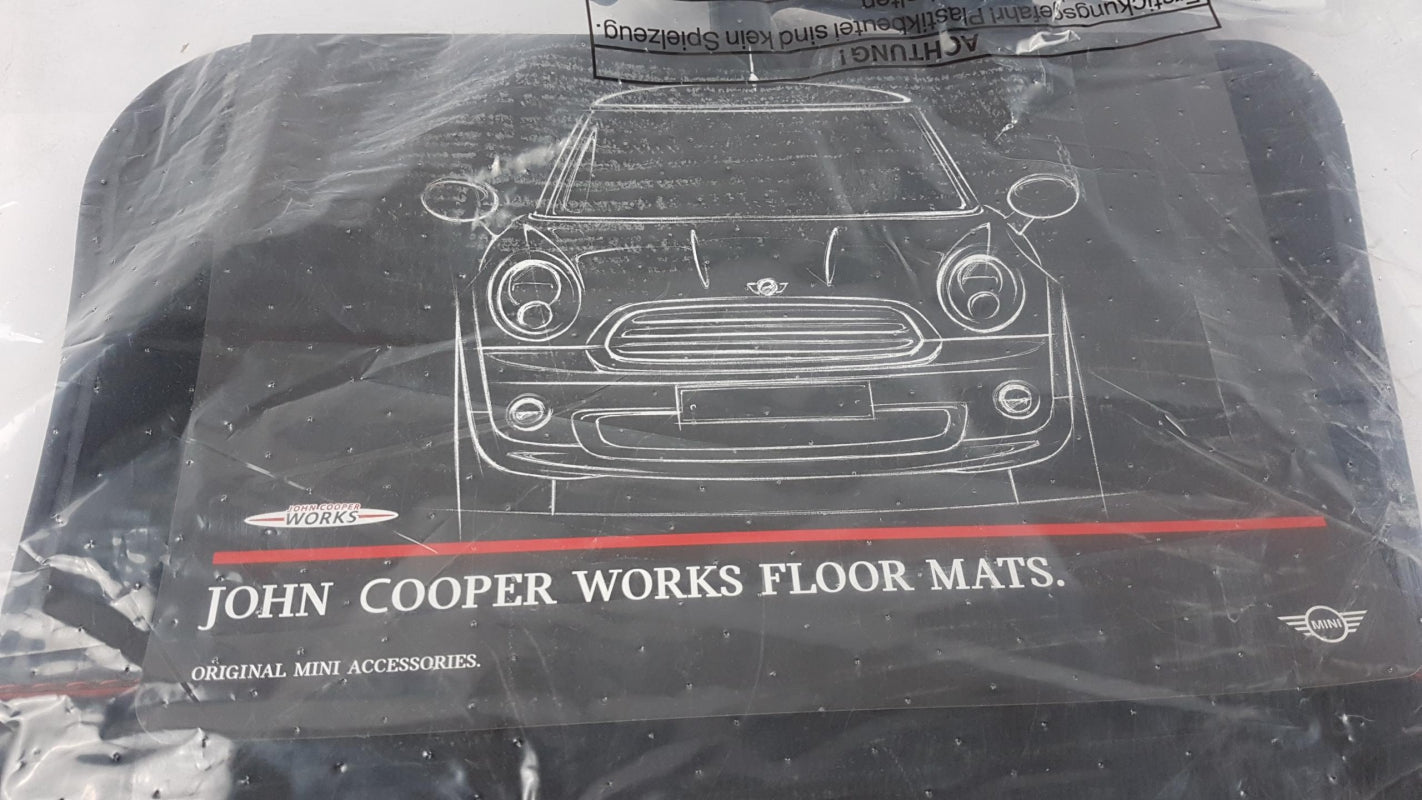 Erstickungsgefahr! Plastikbeutel sind kein Spielzeug.
ACHTUNG!
JOHN COOPER
WORKS
JOHN COOPER WORKS FLOOR MATS.
MINI
ORIGINAL MINI ACCESSORIES.